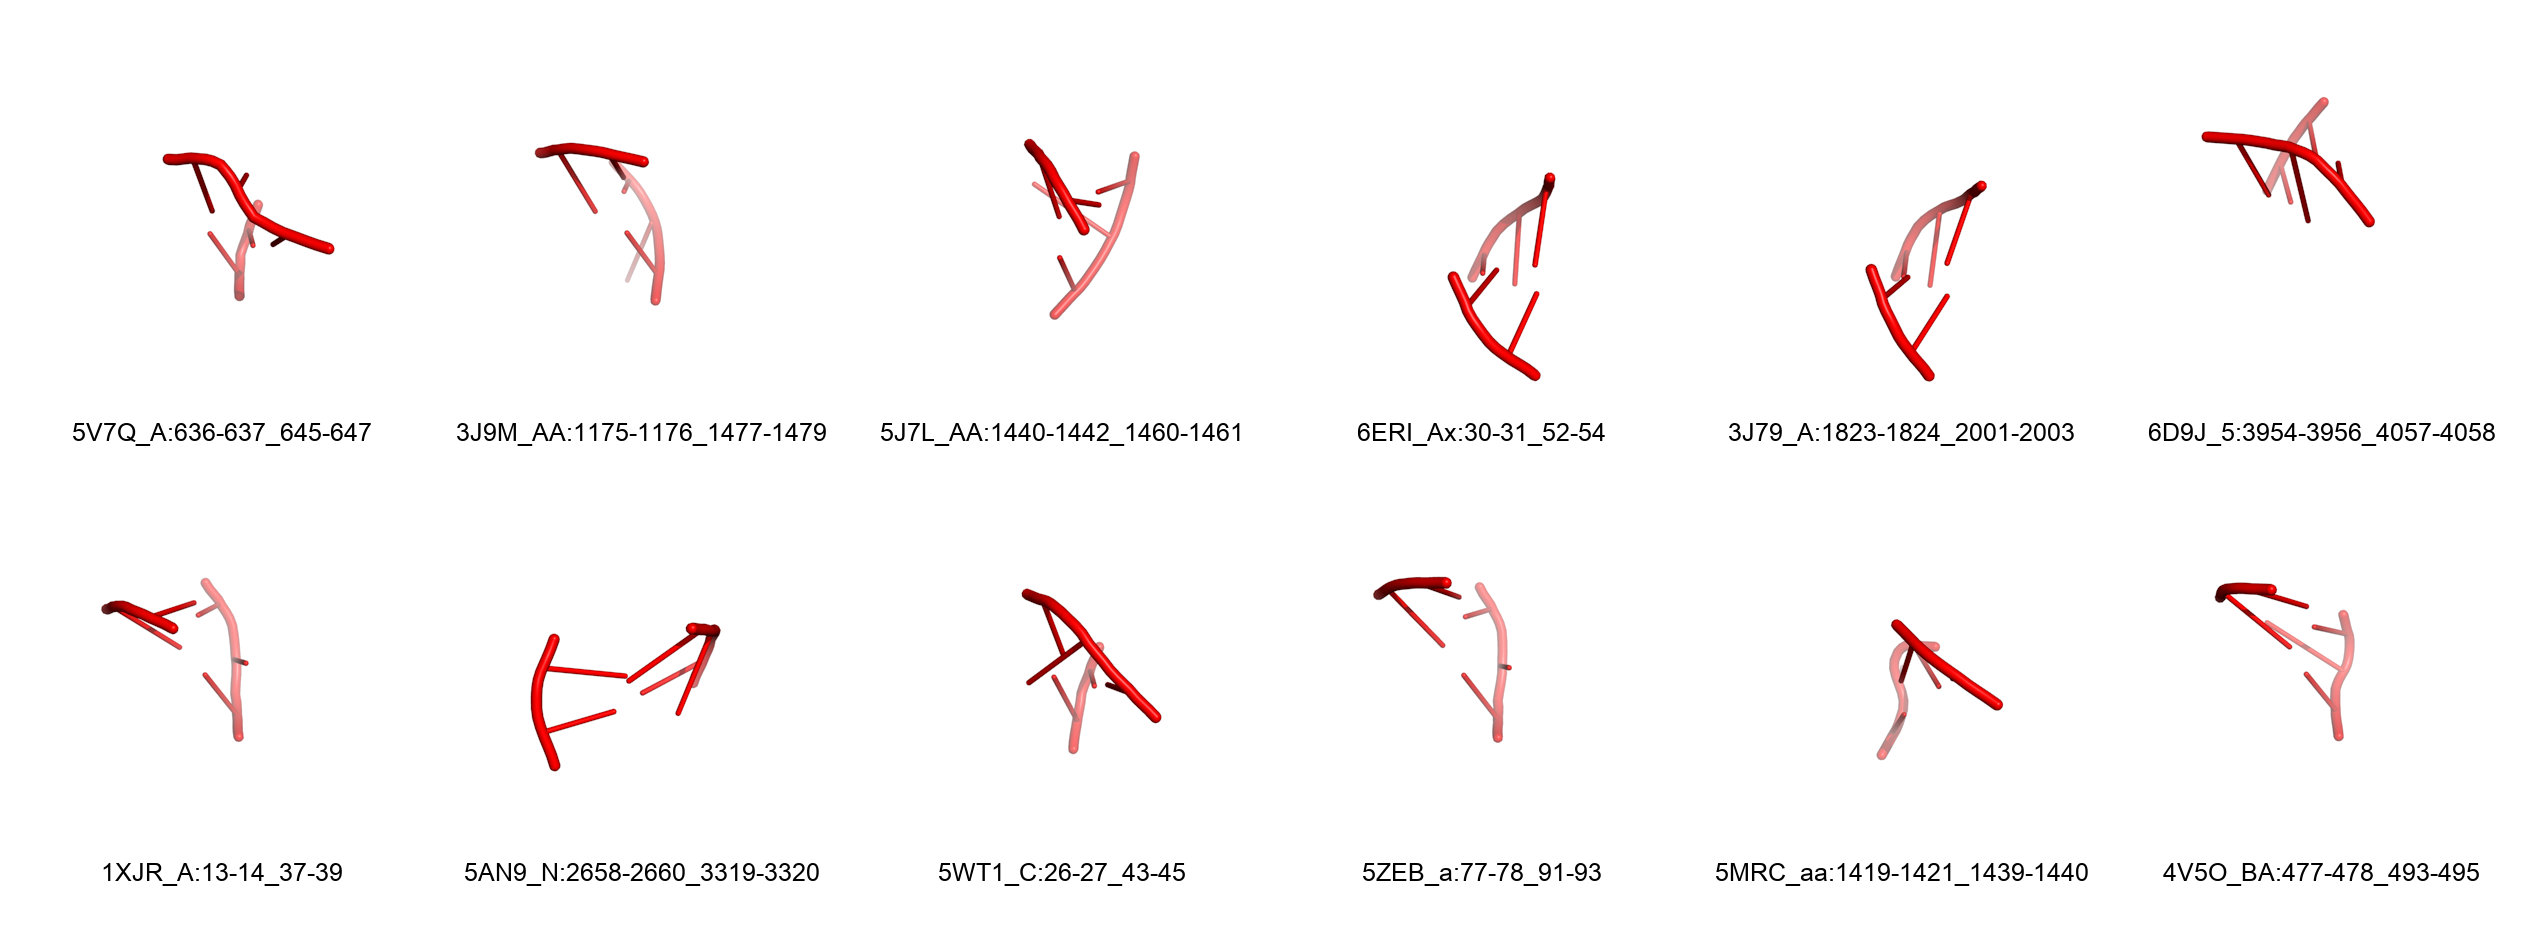 5V7Q_A:636-637_645-647
3J9M_AA:1175-1176_1477-1479
5J7L_AA:1440-1442_1460-1461
6ERI_Ax:30-31_52-54
3J79_A:1823-1824_2001-2003
6D9J_5:3954-3956_4057-4058
1XJR_A:13-14_37-39
5AN9_N:2658-2660_3319-3320
5WT1_C:26-27_43-45
5ZEB_a:77-78_91-93
5MRC_aa:1419-1421_1439-1440
4V5O_BA:477-478_493-495